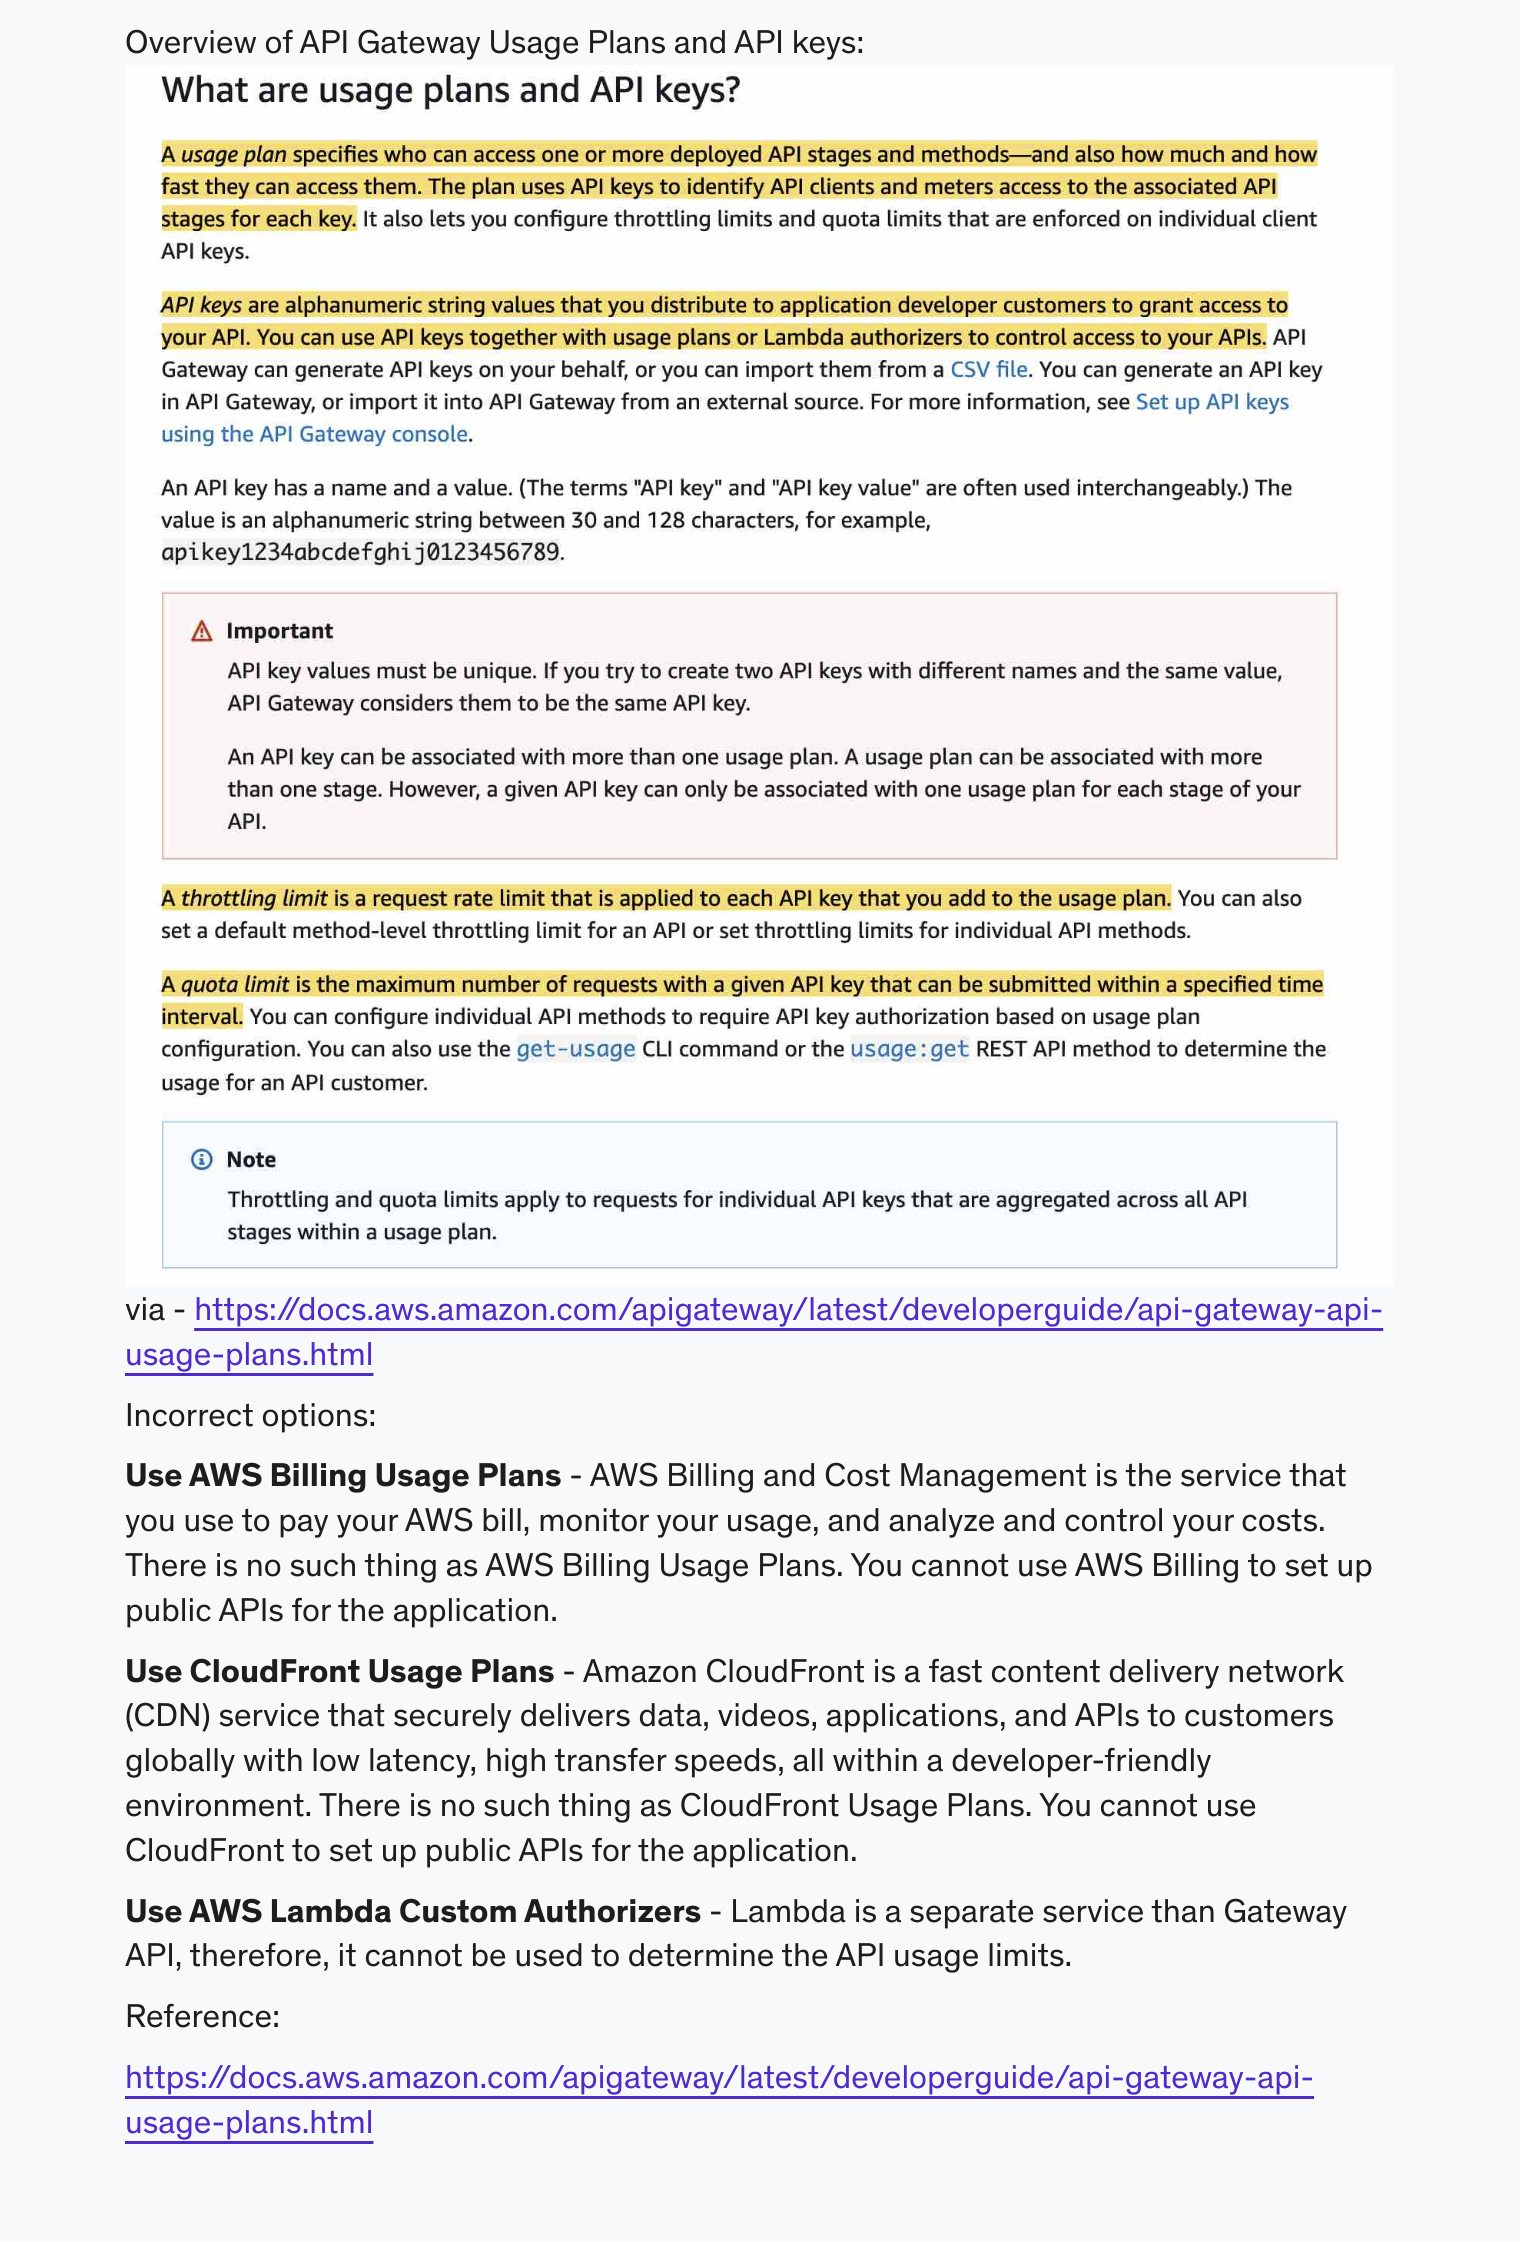 Overview of API Gateway Usage Plans and API keys:
What are usage plans and API keys?
A usage plan specifies who can access one or more deployed API stages and methods—and also how much and how
fast they can access them. The plan uses API keys to identify API clients and meters access to the associated API
stages for each key. It also lets you configure throttling limits and quota limits that are enforced on individual client
API keys.
API keys are alphanumeric string values that you distribute to application developer customers to grant access to
your API. You can use API keys together with usage plans or Lambda authorizers to control access to your APIs. API
Gateway can generate API keys on your behalf, or you can import them from a CSV file. You can generate an API key
in API Gateway, or import it into API Gateway from an external source. For more information, see Set up API keys
using the API Gateway console.
An API key has a name and a value. (The terms "API key" and "API key value" are often used interchangeably.) The
value is an alphanumeric string between 30 and 128 characters, for example,
apikey1234abcdefghij0123456789.
Important
API key values must be unique. If you try to create two API keys with different names and the same value,
API Gateway considers them to be the same API key.
An API key can be associated with more than one usage plan. A usage plan can be associated with more
than one stage. However, a given API key can only be associated with one usage plan for each stage of your
API.
A throttling limit is a request rate limit that is applied to each API key that you add to the usage plan. You can also
set a default method-level throttling limit for an API or set throttling limits for individual API methods.
A quota limit is the maximum number of requests with a given API key that can be submitted within a specified time
interval. You can configure individual API methods to require API key authorization based on usage plan
configuration. You can also use the get-usage CLI command or the usage:get REST API method to determine the
usage for an API customer.
Note
Throttling and quota limits apply to requests for individual API keys that are aggregated across all API
stages within a usage plan.
via - https://docs.aws.amazon.com/apigateway/latest/developerguide/api-gateway-api-
usage-plans.html
Incorrect options:
Use AWS Billing Usage Plans - AWS Billing and Cost Management is the service that
you use to pay your AWS bill, monitor your usage, and analyze and control your costs.
There is no such thing as AWS Billing Usage Plans. You cannot use AWS Billing to set up
public APIs for the application.
Use CloudFront Usage Plans - Amazon CloudFront is a fast content delivery network
(CDN) service that securely delivers data, videos, applications, and APIs to customers
globally with low latency, high transfer speeds, all within a developer-friendly
environment. There is no such thing as CloudFront Usage Plans. You cannot use
CloudFront to set up public APIs for the application.
Use AWS Lambda Custom Authorizers - Lambda is a separate service than Gateway
API, therefore, it cannot be used to determine the API usage limits.
Reference:
https://docs.aws.amazon.com/apigateway/latest/developerguide/api-gateway-api-
usage-plans.html